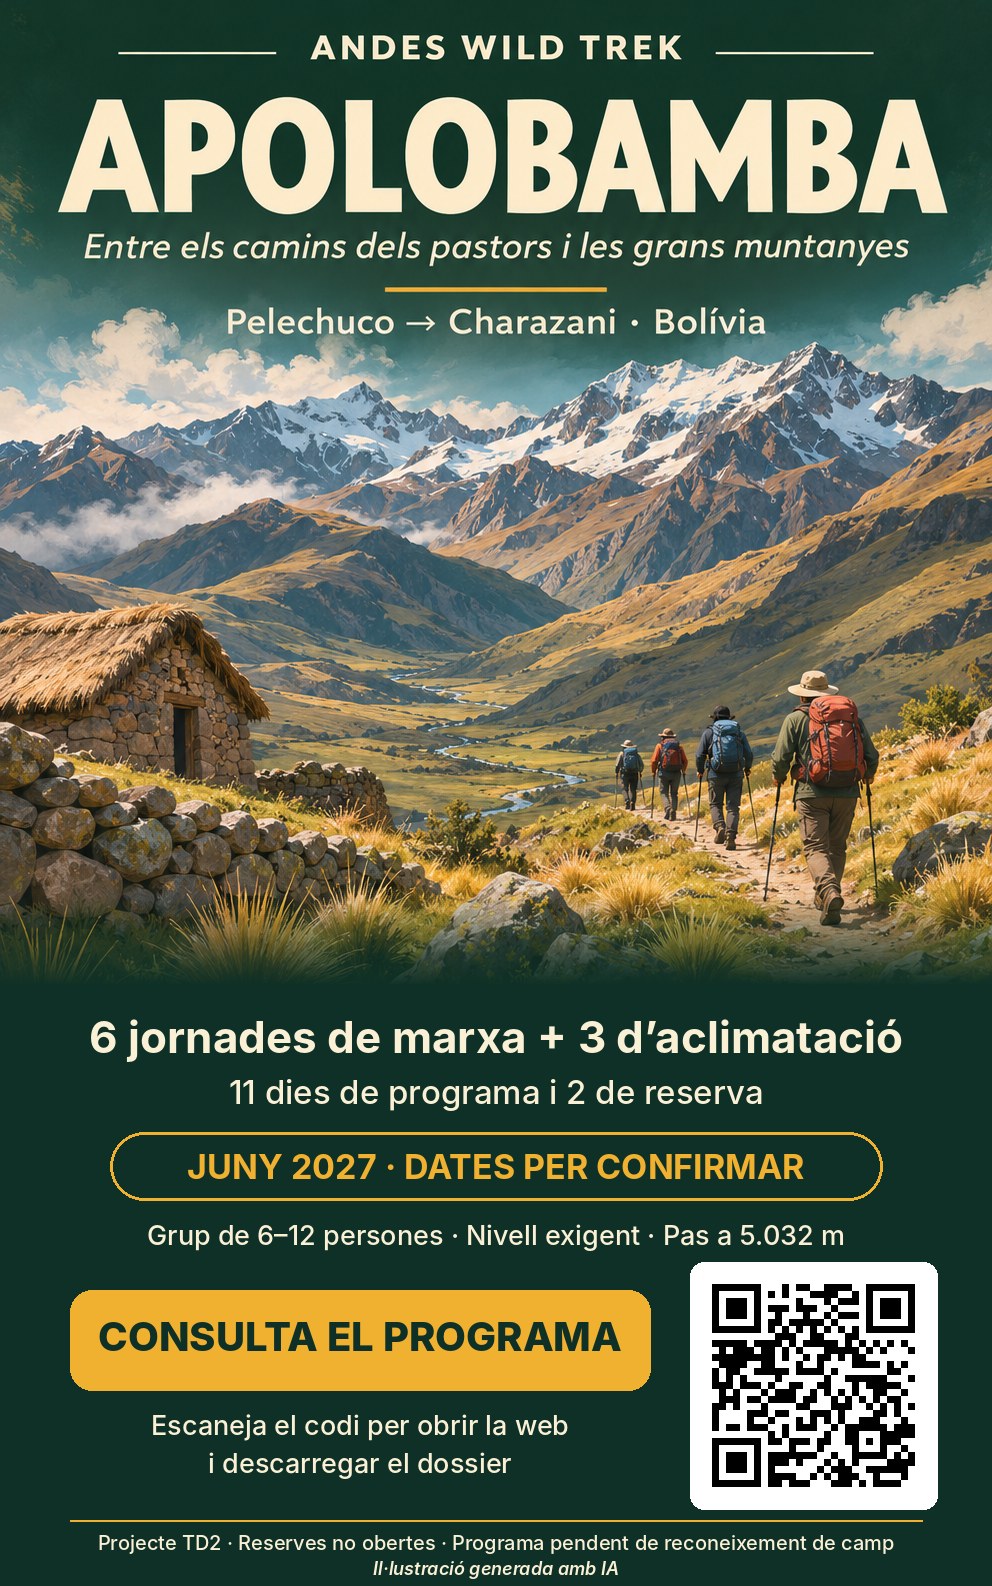 ANDES WILD TREK
APOLOBAMBA
Entre els camins dels pastors i les grans muntanyes
Pelechuco → Charazani · Bolívia
6 jornades de marxa + 3 d’aclimatació
11 dies de programa i 2 de reserva
JUNY 2027 · DATES PER CONFIRMAR
Grup de 6–12 persones · Nivell exigent · Pas a 5.032 m
CONSULTA EL PROGRAMA
Escaneja el codi per obrir la web
i descarregar el dossier
Projecte TD2 · Reserves no obertes · Programa pendent de reconeixement de camp
Il·lustració generada amb IA